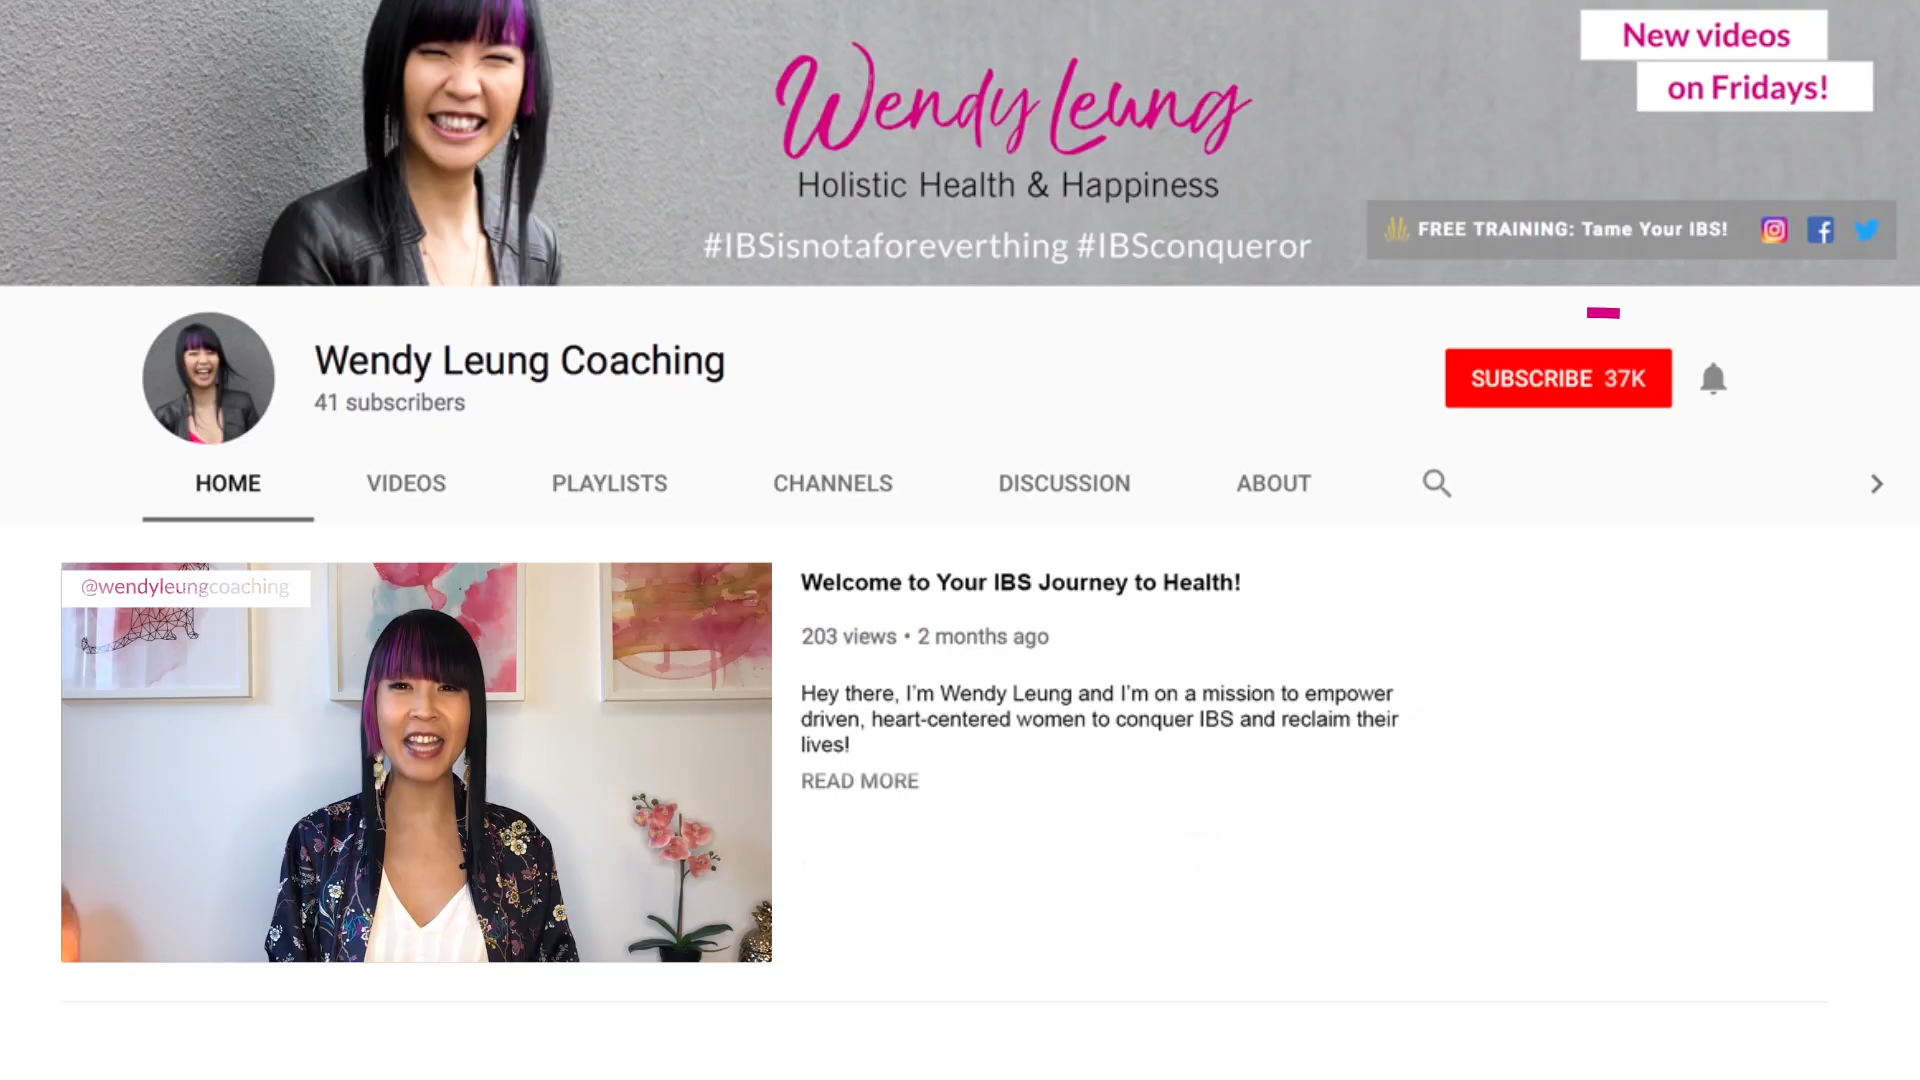 New videos
on Fridays!
Wendy Leung
Holistic Health & Happiness
#IBSisnotaforeverthing #IBSconqueror
FREE TRAINING: Tame Your IBS!
Wendy Leung Coaching
41 subscribers
SUBSCRIBE 37K
HOME VIDEOS PLAYLISTS CHANNELS DISCUSSION ABOUT
@wendyleungcoaching
Welcome to Your IBS Journey to Health!
203 views • 2 months ago
Hey there, I'm Wendy Leung and I'm on a mission to empower
driven, heart-centered women to conquer IBS and reclaim their
lives!
READ MORE